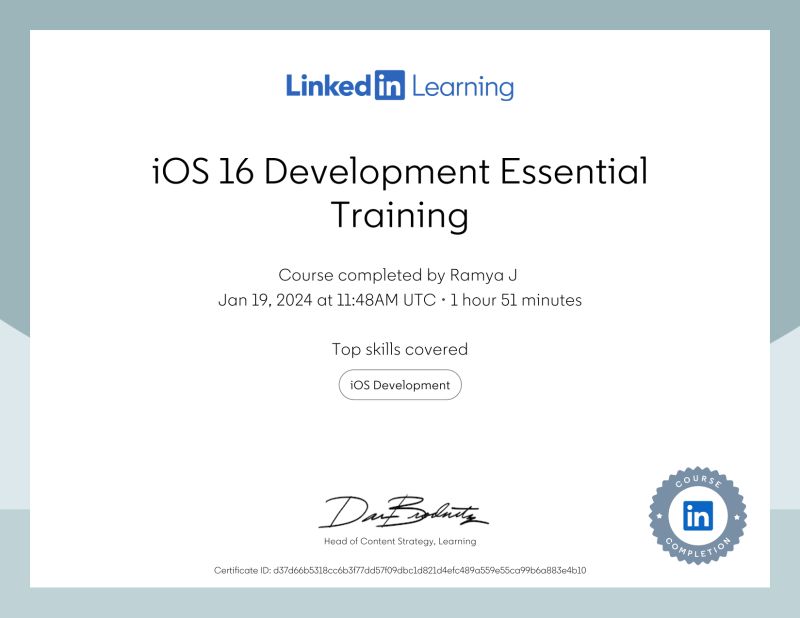 Linked in Learning
iOS 16 Development Essential
Training
Course completed by Ramya J
Jan 19, 2024 at 11:48AM UTC • 1 hour 51 minutes
Top skills covered
iOS Development
Head of Content Strategy, Learning
COURSE
in
COMPLETION
Certificate ID: d37d66b5318cc6b3f77dd57f09dbc1d821d4efc489a559e55ca99b6a883e4b10